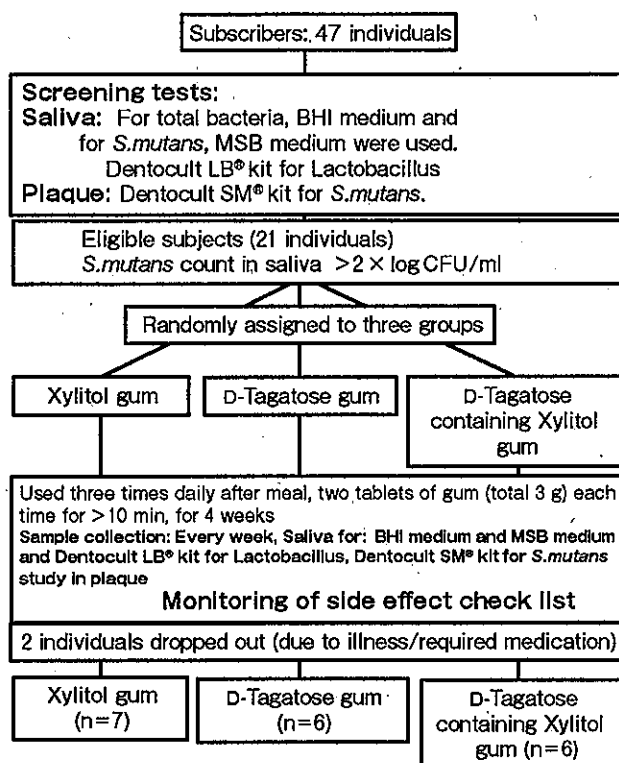 Subscribers: 47 individuals
Screening tests:
Saliva: For total bacteria, BHI medium and
for S.mutans, MSB medium were used.
Dentocult LB® kit for Lactobacillus
Plaque: Dentocult SM® kit for S.mutans.
Eligible subjects (21 individuals)
S.mutans count in saliva >2 × log CFU/ml
Randomly assigned to three groups
Xylitol gum
D-Tagatose gum
D-Tagatose
containing Xylitol
gum
Used three times daily after meal, two tablets of gum (total 3 g) each
time for >10 min, for 4 weeks
Sample collection: Every week, Saliva for: BHI medium and MSB medium
and Dentocult LB® kit for Lactobacillus, Dentocult SM® kit for S.mutans
study in plaque
Monitoring of side effect check list
2 individuals dropped out (due to illness/required medication)
Xylitol gum
(n=7)
D-Tagatose gum
(n=6)
D-Tagatose
containing Xylitol
gum (n=6)